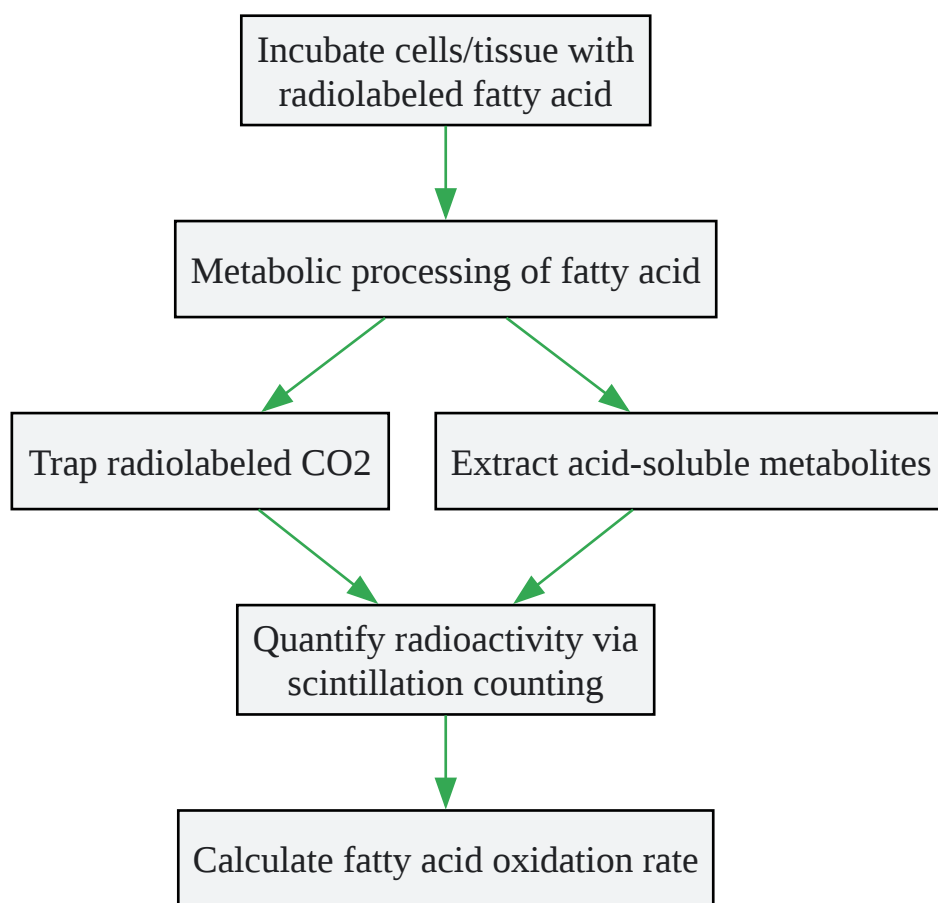 Incubate cells/tissue with
radiolabeled fatty acid
Metabolic processing of fatty acid
Trap radiolabeled CO2
Extract acid-soluble metabolites
Quantify radioactivity via
scintillation counting
Calculate fatty acid oxidation rate